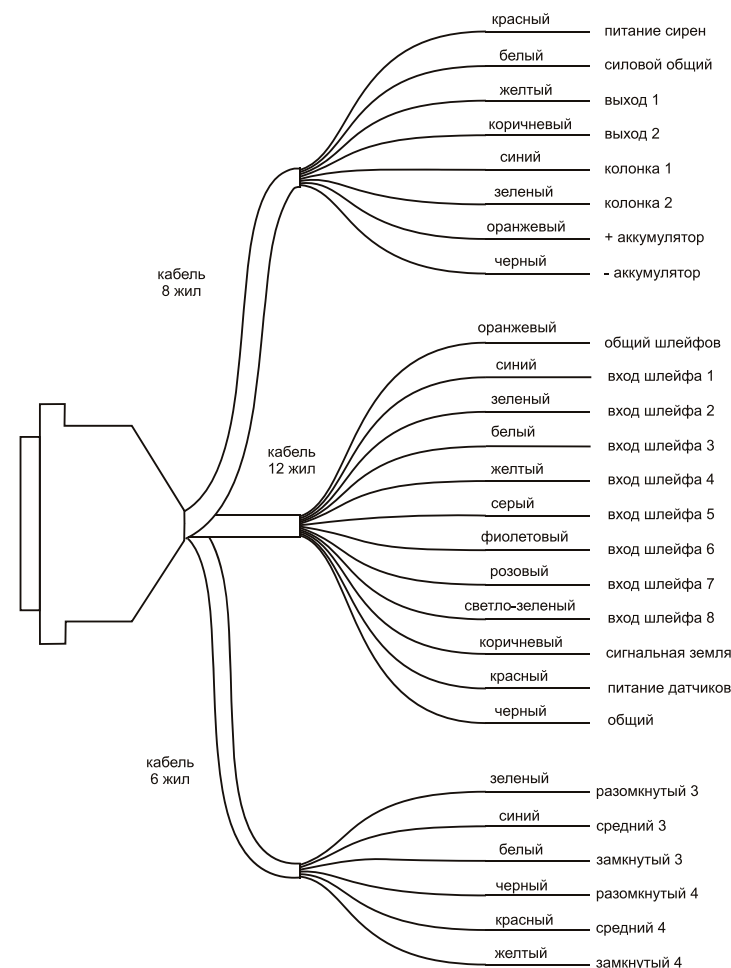 красный питание сирен
белый силовой общий
желтый выход 1
коричневый выход 2
синий колонка 1
зеленый колонка 2
оранжевый + аккумулятор
черный - аккумулятор
кабель
8 жил
оранжевый общий шлейфов
синий вход шлейфа 1
зеленый вход шлейфа 2
белый вход шлейфа 3
кабель
12 жил
желтый вход шлейфа 4
серый вход шлейфа 5
фиолетовый вход шлейфа 6
розовый вход шлейфа 7
светло-зеленый вход шлейфа 8
коричневый сигнальная земля
красный питание датчиков
черный общий
кабель
6 жил
зеленый разомкнутый 3
синий средний 3
белый замкнутый 3
черный разомкнутый 4
красный средний 4
желтый замкнутый 4